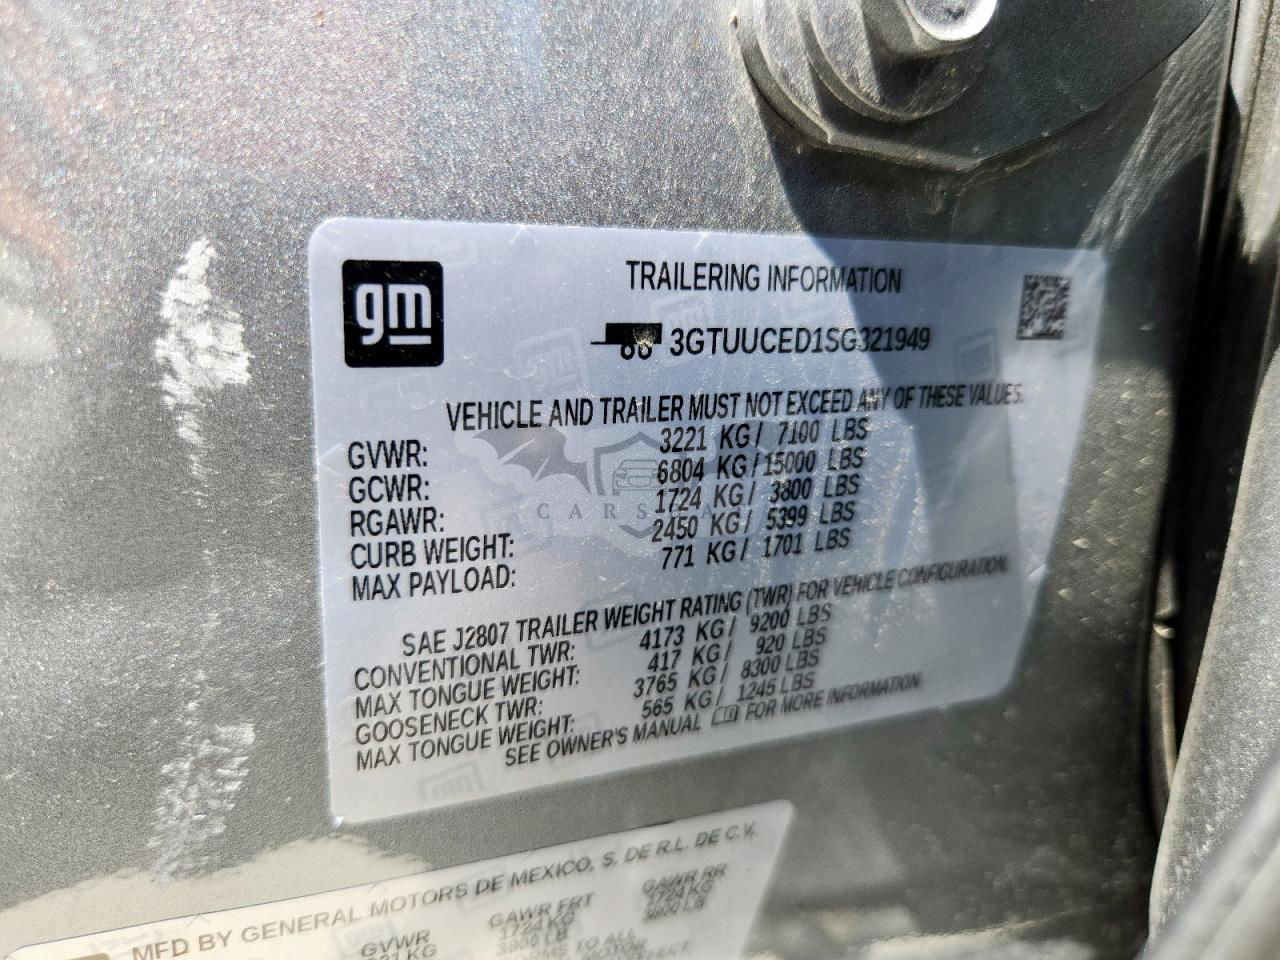 gm
TRAILERING INFORMATION
3GTUUCED1SG321949
VEHICLE AND TRAILER MUST NOT EXCEED ANY OF THESE VALUES.
GVWR: 3221 KG/ 7100 LBS
GCWR: 6804 KG/15000 LBS
RGAWR: 1724 KG/ 3800 LBS
CURB WEIGHT: 2450 KG/ 5399 LBS
MAX PAYLOAD: 771 KG/ 1701 LBS
SAE J2807 TRAILER WEIGHT RATING (TWR) FOR VEHICLE CONFIGURATION.
CONVENTIONAL TWR: 4173 KG/ 9200 LBS
MAX TONGUE WEIGHT: 417 KG/ 920 LBS
GOOSENECK TWR: 3765 KG/ 8300 LBS
MAX TONGUE WEIGHT: 565 KG/ 1245 LBS
SEE OWNER'S MANUAL FOR MORE INFORMATION.
MFD BY GENERAL MOTORS DE MEXICO, S. DE R.L. DE C.V.
GVWR GAWR FRT GAWR RR
KG 1724 KG 1724 KG
3800 LB 3800 LB
TO ALL